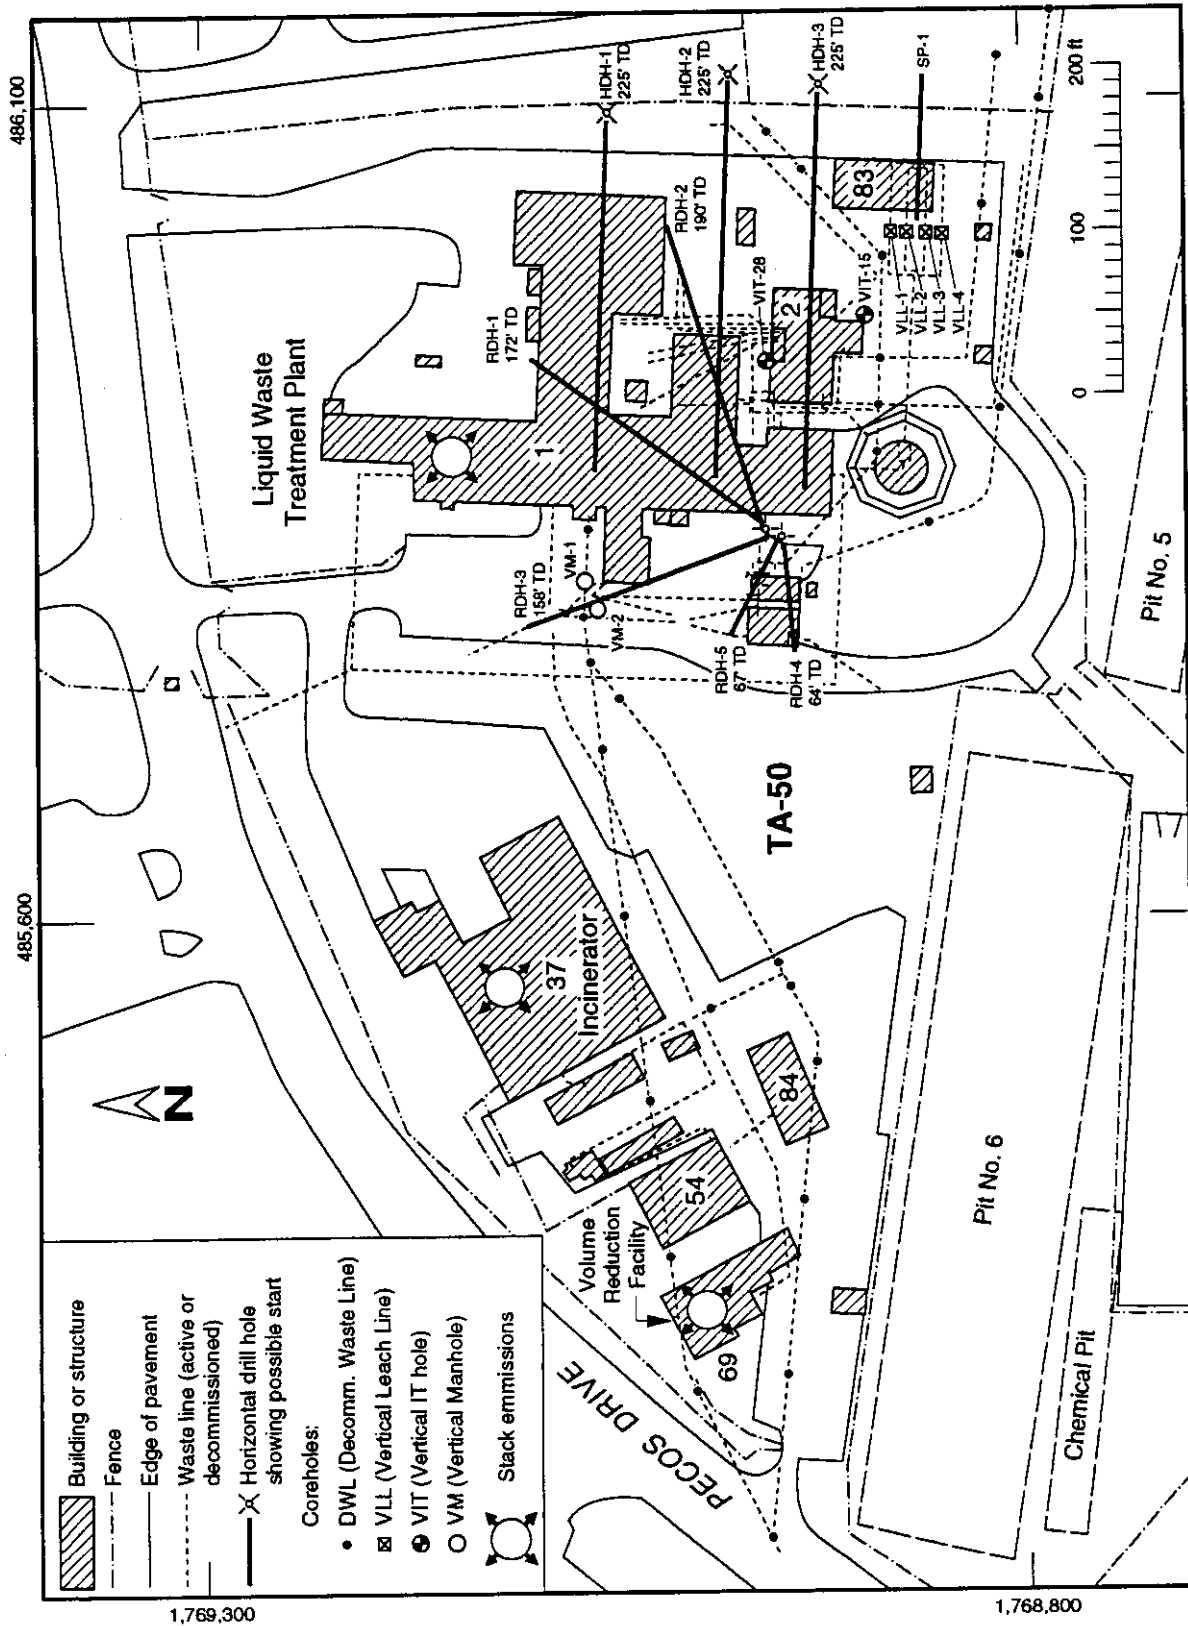 486,100
485,600
1,769,300
1,768,800
N
Building or structure
Fence
Edge of pavement
Waste line (active or
decommissioned)
Horizontal drill hole
showing possible start
Coreholes:
DWL (Decomm. Waste Line)
VLL (Vertical Leach Line)
VIT (Vertical IT hole)
VM (Vertical Manhole)
Stack emmissions
PECOS DRIVE
Volume
Reduction
Facility
69
54
84
37
Incinerator
Liquid Waste
Treatment Plant
1
2
83
TA-50
RDH-1
172' TD
RDH-2
190' TD
RDH-3
158' TD
RDH-4
64' TD
RDH-5
67' TD
HDH-1
225' TD
HDH-2
225' TD
HDH-3
225' TD
SP-1
VM-1
VM-2
VIT-28
VIT-15
VLL-1
VLL-2
VLL-3
VLL-4
Pit No. 5
Pit No. 6
Chemical Pit
0
100
200 ft